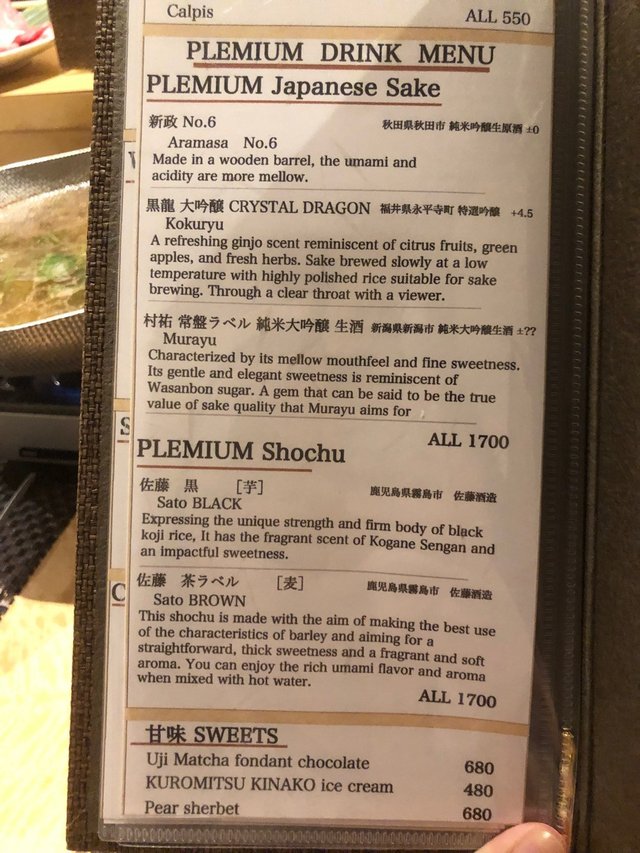 Calpis ALL 550
PLEMIUM DRINK MENU
PLEMIUM Japanese Sake
新政 No.6 秋田県秋田市 純米吟醸生原酒 ±0
Aramasa No.6
Made in a wooden barrel, the umami and
acidity are more mellow.
黒龍 大吟醸 CRYSTAL DRAGON 福井県永平寺町 特選吟醸 +4.5
Kokuryu
A refreshing ginjo scent reminiscent of citrus fruits, green
apples, and fresh herbs. Sake brewed slowly at a low
temperature with highly polished rice suitable for sake
brewing. Through a clear throat with a viewer.
村祐 常盤ラベル 純米大吟醸 生酒 新潟県新潟市 純米大吟醸生酒 ±??
Murayu
Characterized by its mellow mouthfeel and fine sweetness.
Its gentle and elegant sweetness is reminiscent of
Wasanbon sugar. A gem that can be said to be the true
value of sake quality that Murayu aims for
ALL 1700
PLEMIUM Shochu
佐藤 黒 [芋] 鹿児島県霧島市 佐藤酒造
Sato BLACK
Expressing the unique strength and firm body of black
koji rice, It has the fragrant scent of Kogane Sengan and
an impactful sweetness.
佐藤 茶ラベル [麦] 鹿児島県霧島市 佐藤酒造
Sato BROWN
This shochu is made with the aim of making the best use
of the characteristics of barley and aiming for a
straightforward, thick sweetness and a fragrant and soft
aroma. You can enjoy the rich umami flavor and aroma
when mixed with hot water.
ALL 1700
甘味 SWEETS
Uji Matcha fondant chocolate 680
KUROMITSU KINAKO ice cream 480
Pear sherbet 680